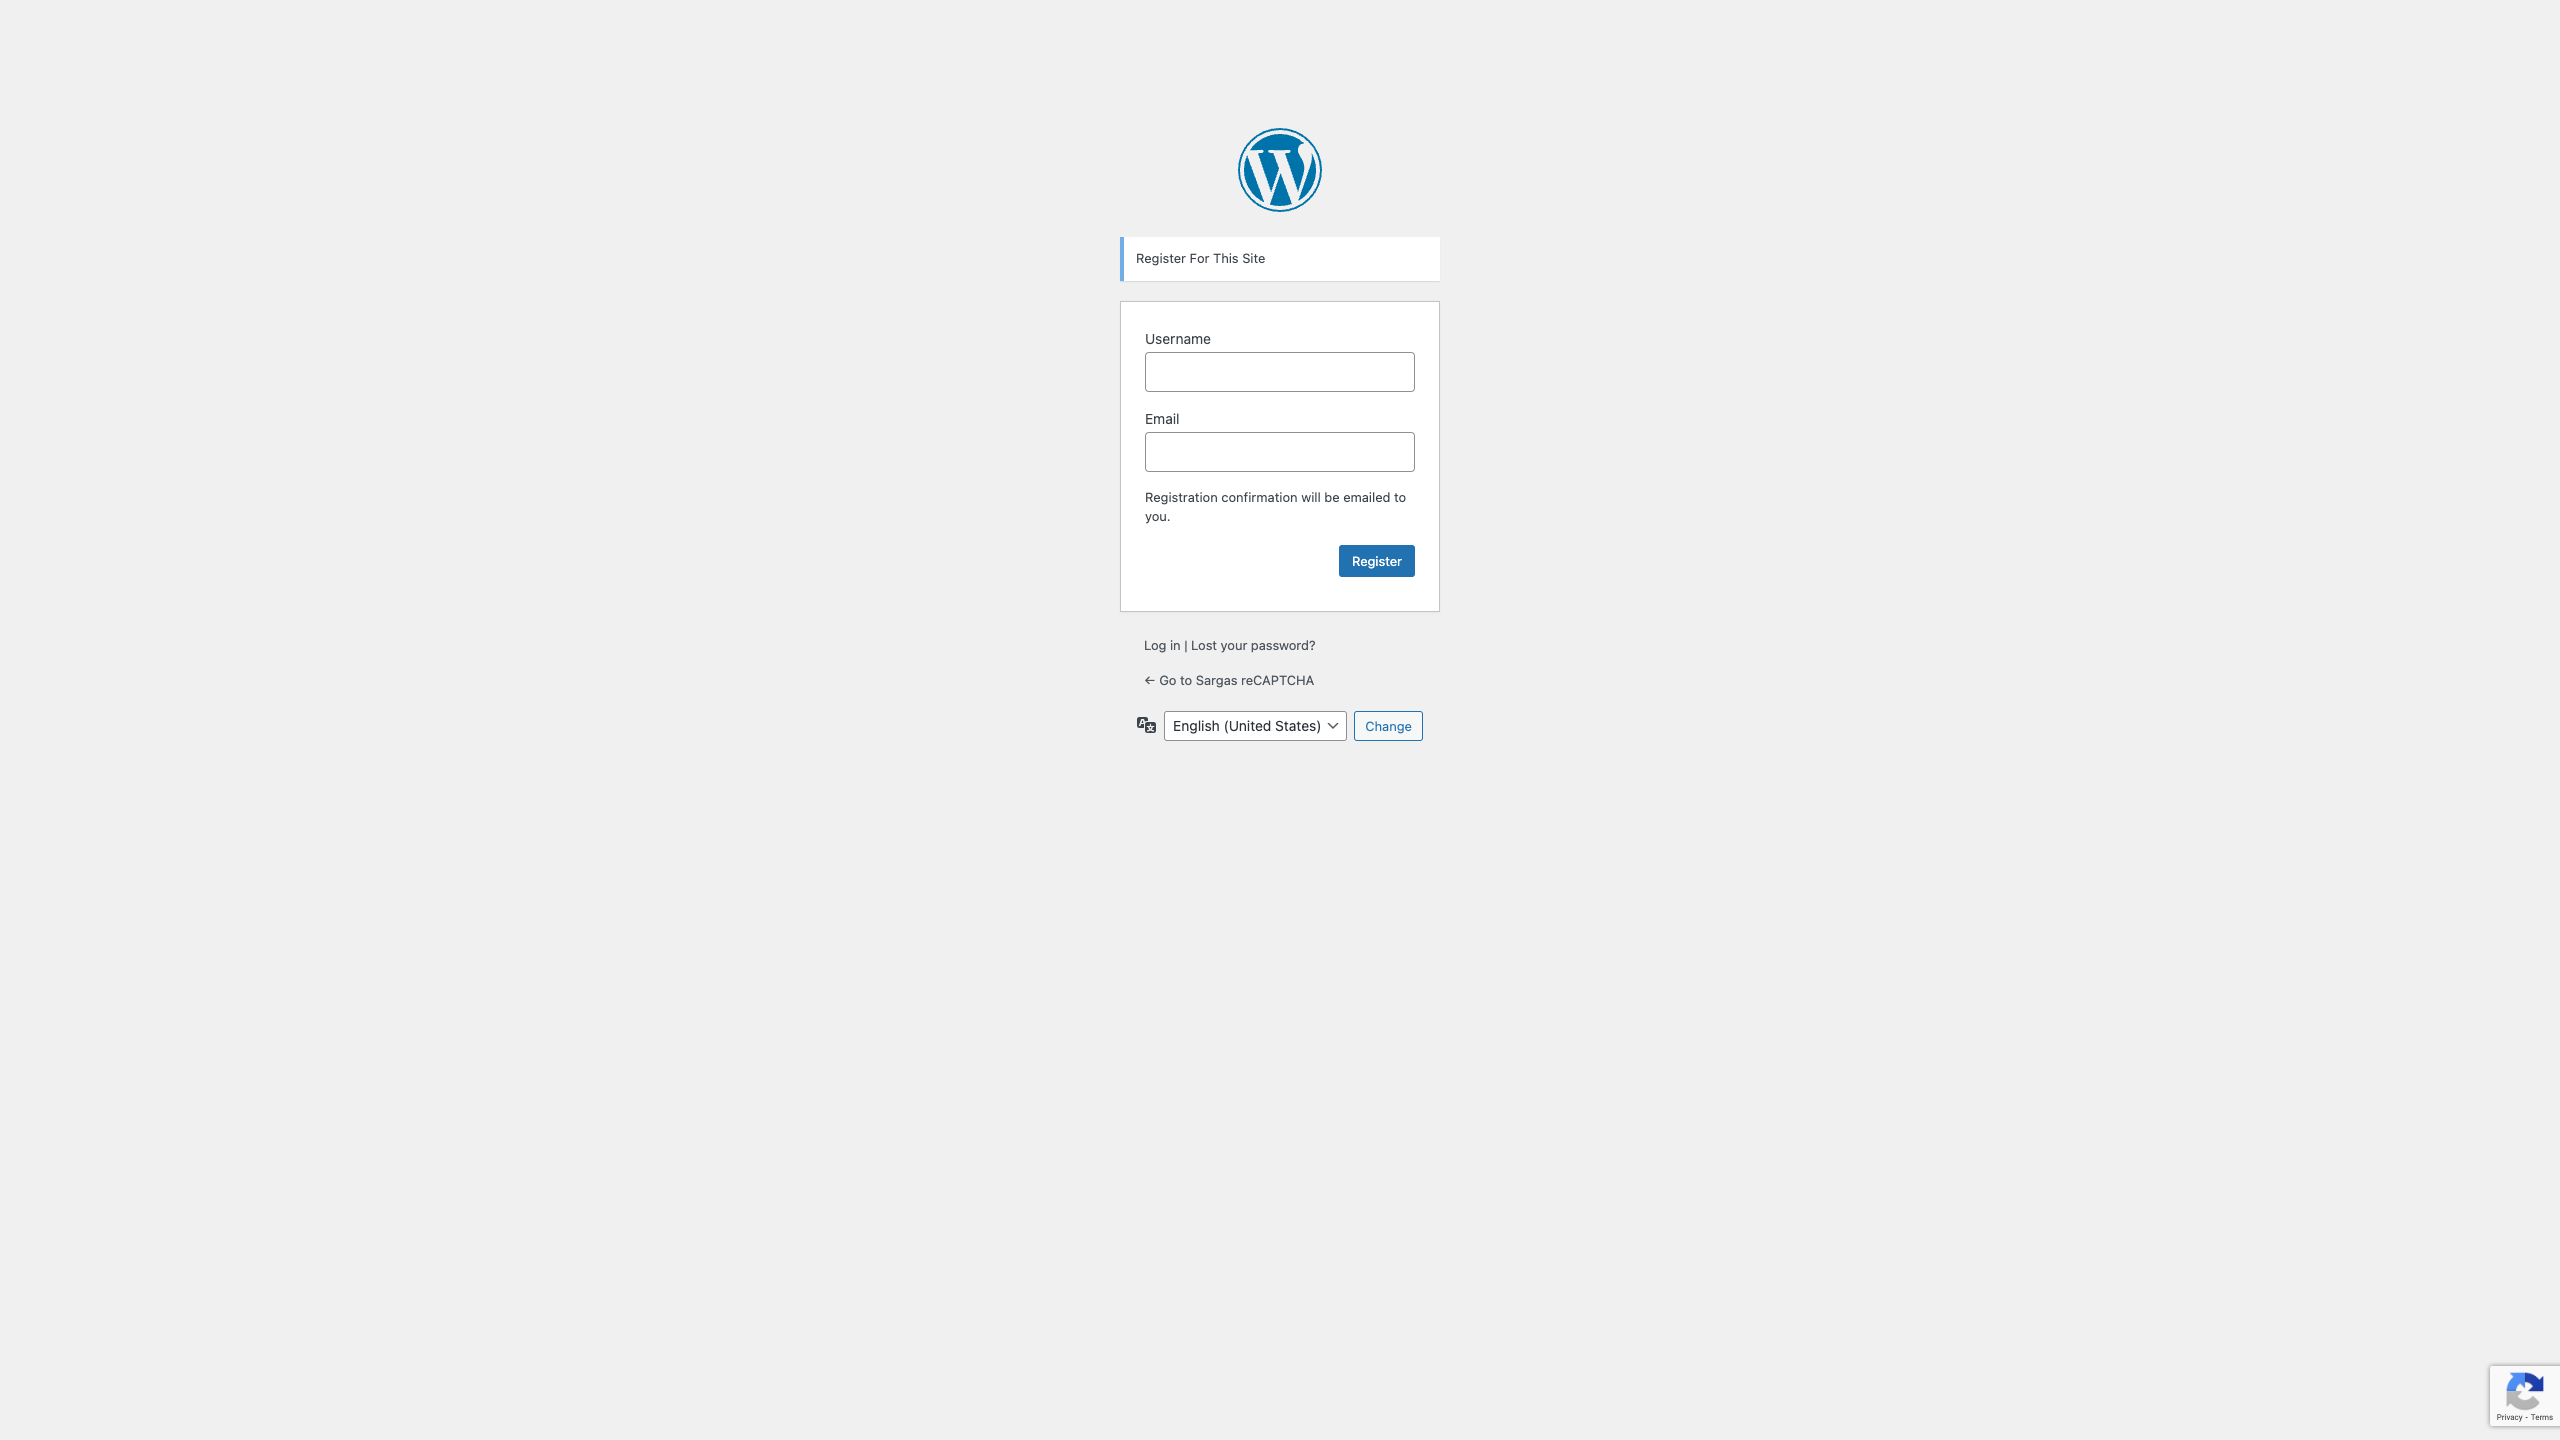 Register For This Site
Username
Email
Registration confirmation will be emailed to
you.
Register
Log in | Lost your password?
← Go to Sargas reCAPTCHA
English (United States)
Change
Privacy - Terms